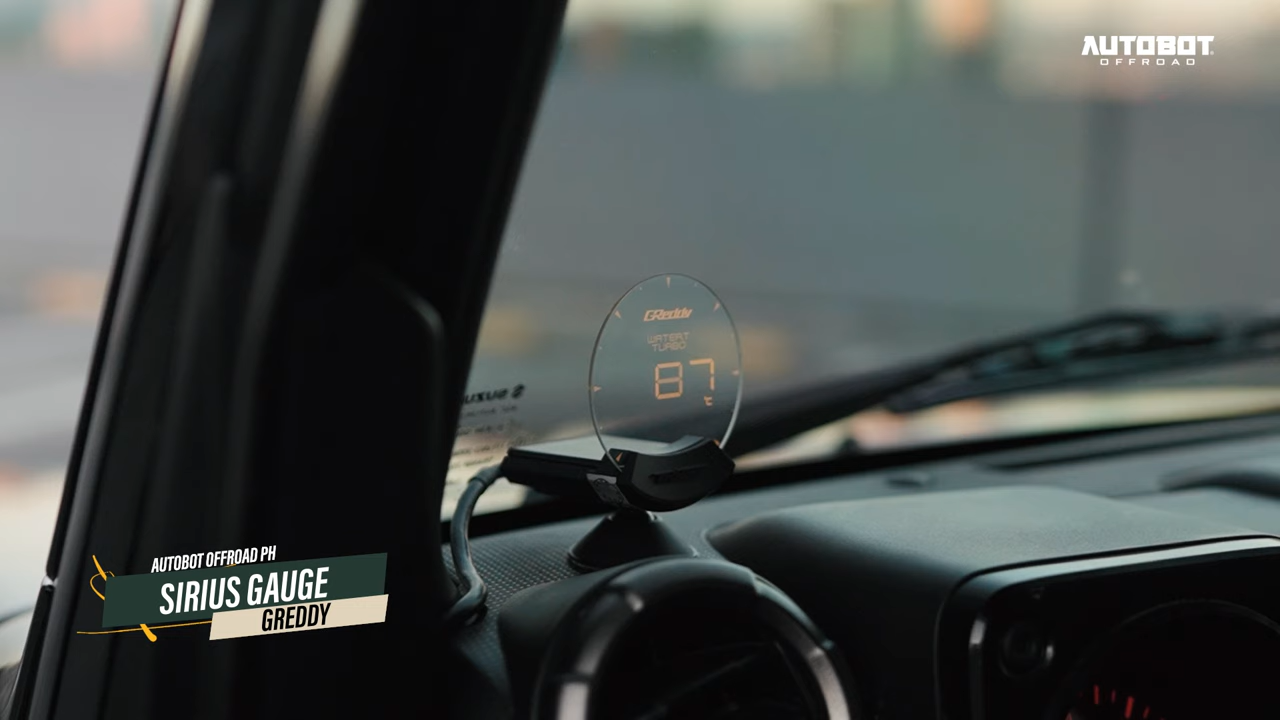 AUTOBOT
OFFROAD
GReddy
WATER.T
TURBO
87
℃
AUTOBOT OFFROAD PH
SIRIUS GAUGE
GREDDY